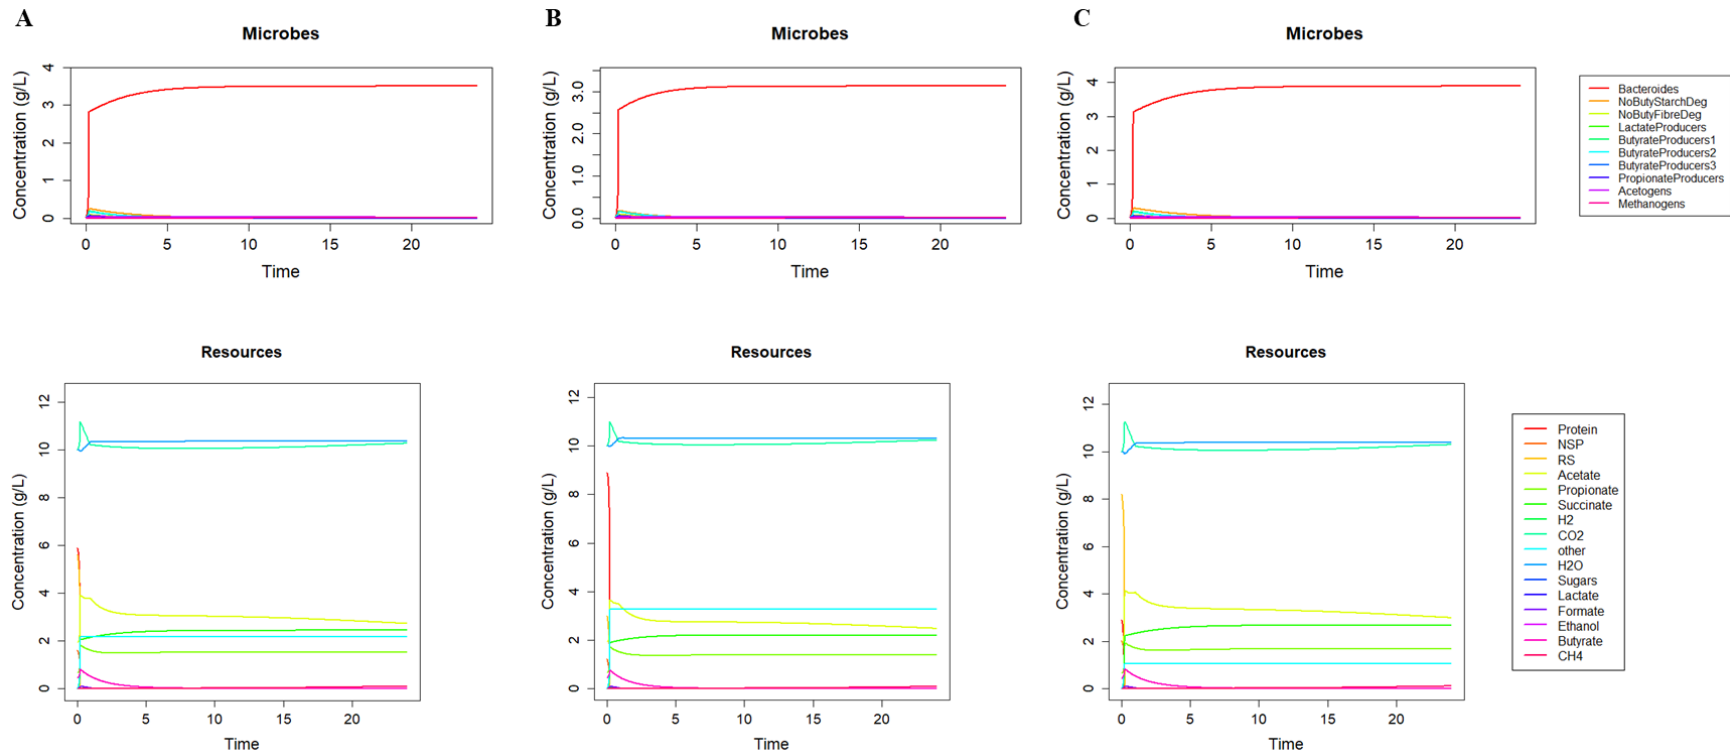 A
B
C
Microbes
Microbes
Microbes
Concentration (g/L)
0 1 2 3 4
0 5 10 15 20
Time
Concentration (g/L)
0.0 1.0 2.0 3.0
0 5 10 15 20
Time
Concentration (g/L)
0 1 2 3 4
0 5 10 15 20
Time
Bacteroides
NoButyStarchDeg
NoButyFibreDeg
LactateProducers
ButyrateProducers1
ButyrateProducers2
ButyrateProducers3
PropionateProducers
Acetogens
Methanogens
Resources
Resources
Resources
Concentration (g/L)
0 2 4 6 8 10 12
0 5 10 15 20
Time
Concentration (g/L)
0 2 4 6 8 10 12
0 5 10 15 20
Time
Concentration (g/L)
0 2 4 6 8 10 12
0 5 10 15 20
Time
Protein
NSP
RS
Acetate
Propionate
Succinate
H2
CO2
other
H2O
Sugars
Lactate
Formate
Ethanol
Butyrate
CH4